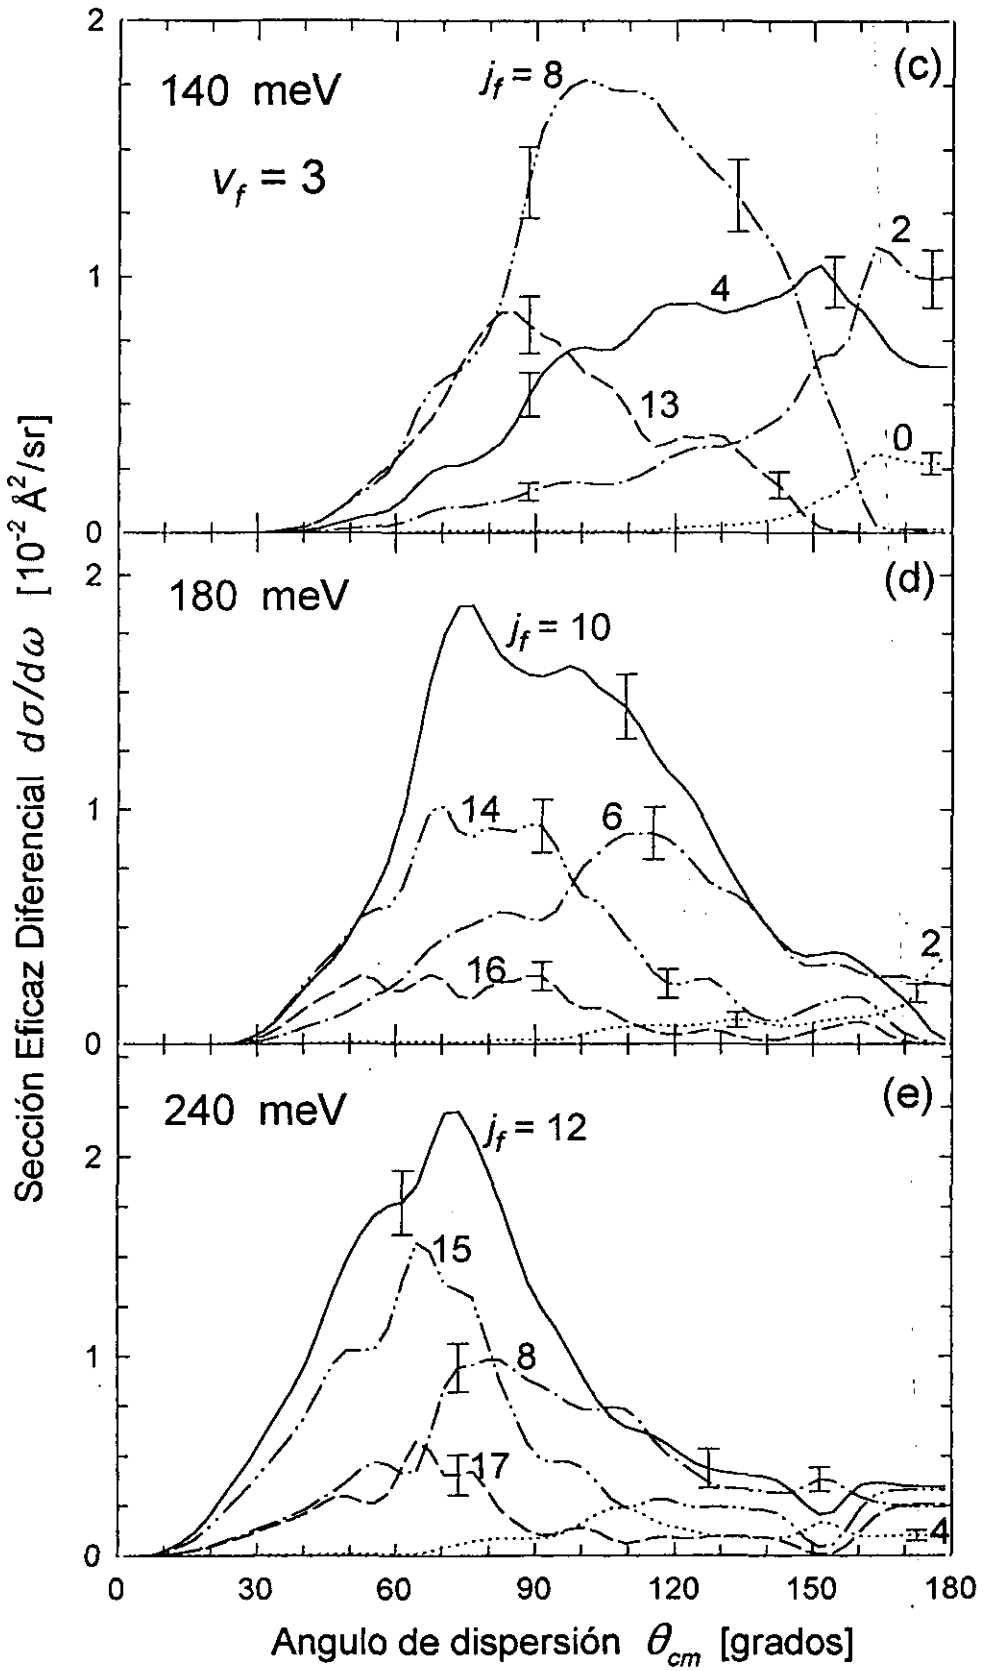 2
140 meV
j_f = 8
(c)
v_f = 3
2
1
4
13
0
0
2
180 meV
j_f = 10
(d)
14
6
1
2
16
0
240 meV
j_f = 12
(e)
2
15
8
1
17
4
0
0 30 60 90 120 150 180
Angulo de dispersión θ_cm [grados]
Sección Eficaz Diferencial dσ/dω [10^-2 Å^2/sr]